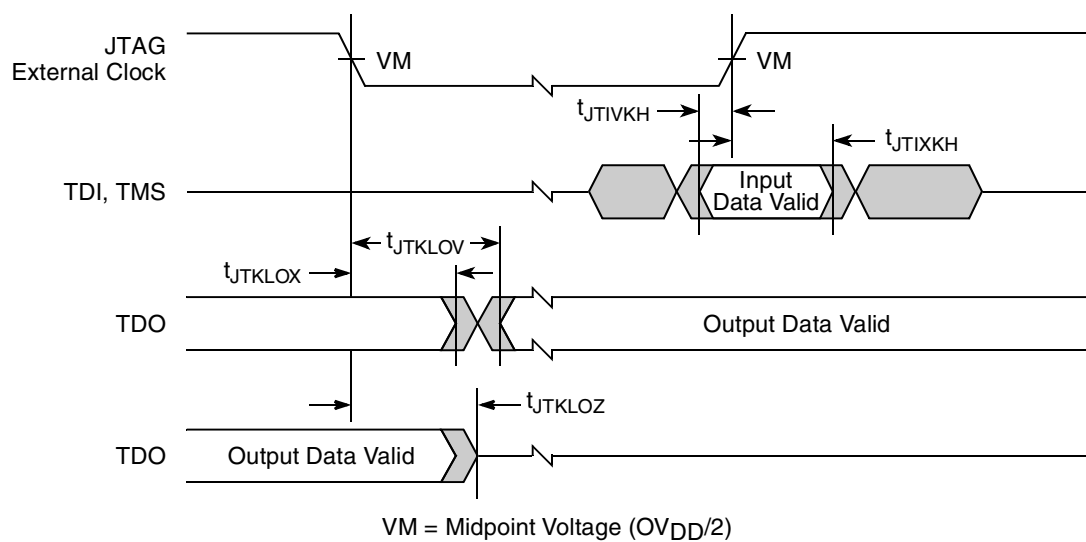 JTAG
External Clock
VM
VM
tJTIVKH
tJTIXKH
TDI, TMS
Input
Data Valid
tJTKLOV
tJTKLOX
TDO
Output Data Valid
tJTKLOZ
TDO
Output Data Valid
VM = Midpoint Voltage (OVDD/2)